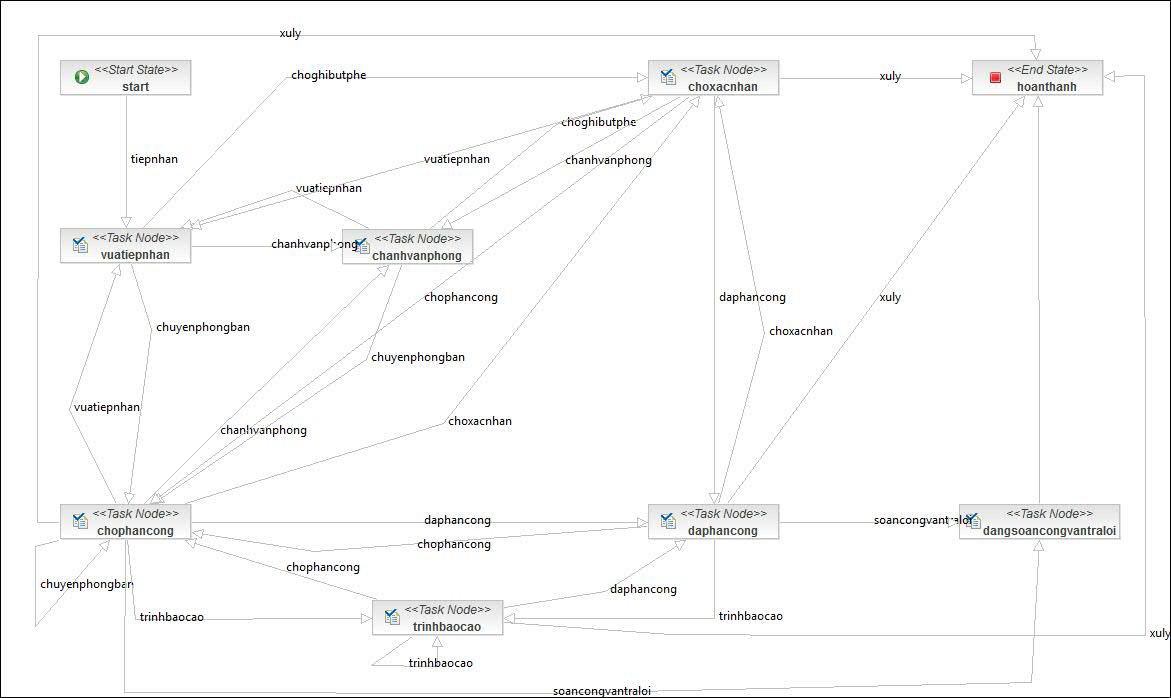 xuly
<<Start State>>
start
choghibutphe
<<Task Node>>
choxacnhan
xuly
<<End State>>
hoanthanh
choghibutphe
tiepnhan
vuatiepnhan
chanhvanphong
vuatiepnhan
<<Task Node>>
vuatiepnhan
chanhvanphong
<<Task Node>>
chanhvanphong
chophancong
daphancong
xuly
chuyenphongban
choxacnhan
chuyenphongban
vuatiepnhan
choxacnhan
chanhvanphong
<<Task Node>>
chophancong
daphancong
<<Task Node>>
daphancong
soancongvantraloi
<<Task Node>>
dangsoancongvantraloi
chophancong
chophancong
chuyenphongban
daphancong
trinhbaocao
<<Task Node>>
trinhbaocao
trinhbaocao
xuly
trinhbaocao
soancongvantraloi